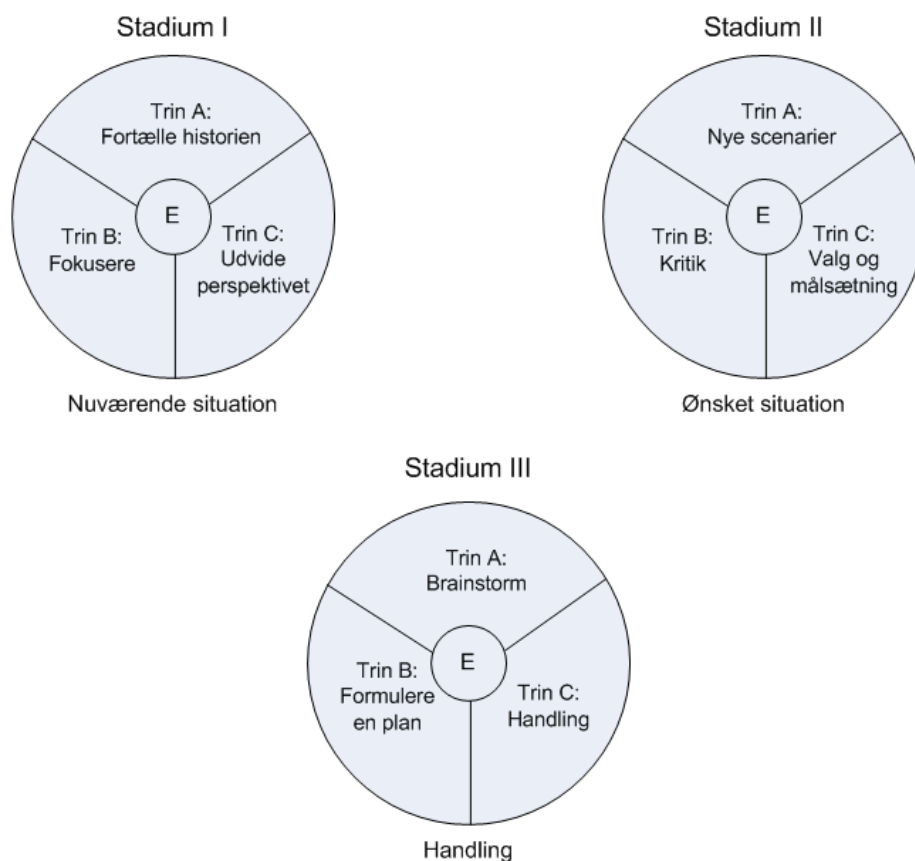 Stadium I
Trin A:
Fortælle historien
E
Trin B:
Fokusere
Trin C:
Udvide
perspektivet
Nuværende situation
Stadium II
Trin A:
Nye scenarier
E
Trin B:
Kritik
Trin C:
Valg og
målsætning
Ønsket situation
Stadium III
Trin A:
Brainstorm
E
Trin B:
Formulere
en plan
Trin C:
Handling
Handling